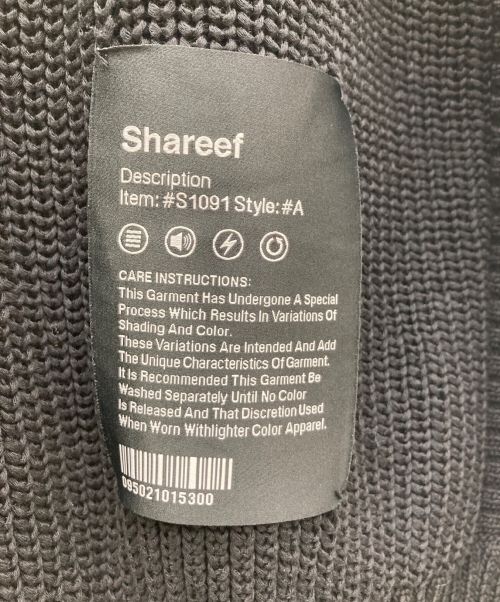 Shareef
Description
Item: #S1091 Style: #A
CARE INSTRUCTIONS:
This Garment Has Undergone A Special
Process Which Results In Variations Of
Shading And Color.
These Variations Are Intended And Add
The Unique Characteristics Of Garment.
It Is Recommended This Garment Be
Washed Separately Until No Color
Is Released And That Discretion Used
When Worn Withlighter Color Apparel.
095021015300